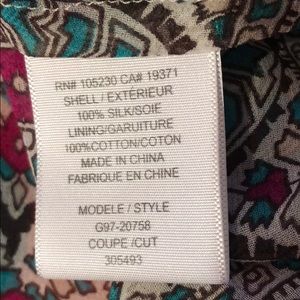 RN# 105230 CA# 19371
SHELL / EXTÉRIEUR
100% SILK/SOIE
LINING/GARUITURE
100%COTTON/COTON
MADE IN CHINA
FABRIQUE EN CHINE
MODELE / STYLE
G97-20758
COUPE /CUT
305493